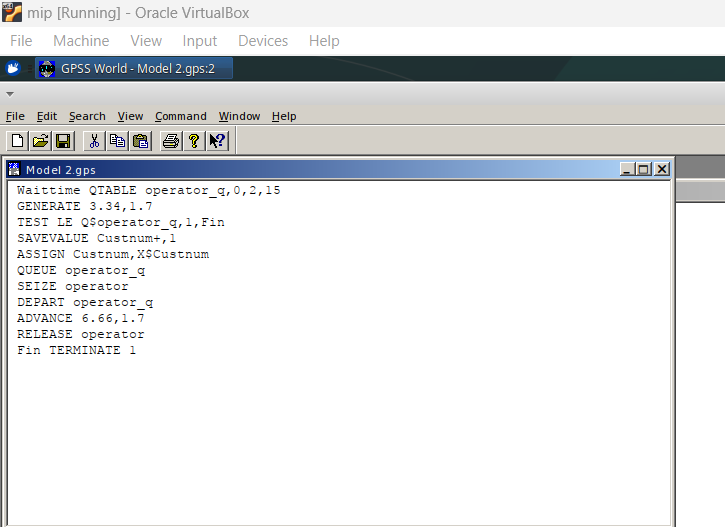 mip [Running] - Oracle VirtualBox
File Machine View Input Devices Help
GPSS World - Model 2.gps:2
File Edit Search View Command Window Help
Model 2.gps
Waittime QTABLE operator_q,0,2,15
GENERATE 3.34,1.7
TEST LE Q$operator_q,1,Fin
SAVEVALUE Custnum+,1
ASSIGN Custnum,X$Custnum
QUEUE operator_q
SEIZE operator
DEPART operator_q
ADVANCE 6.66,1.7
RELEASE operator
Fin TERMINATE 1